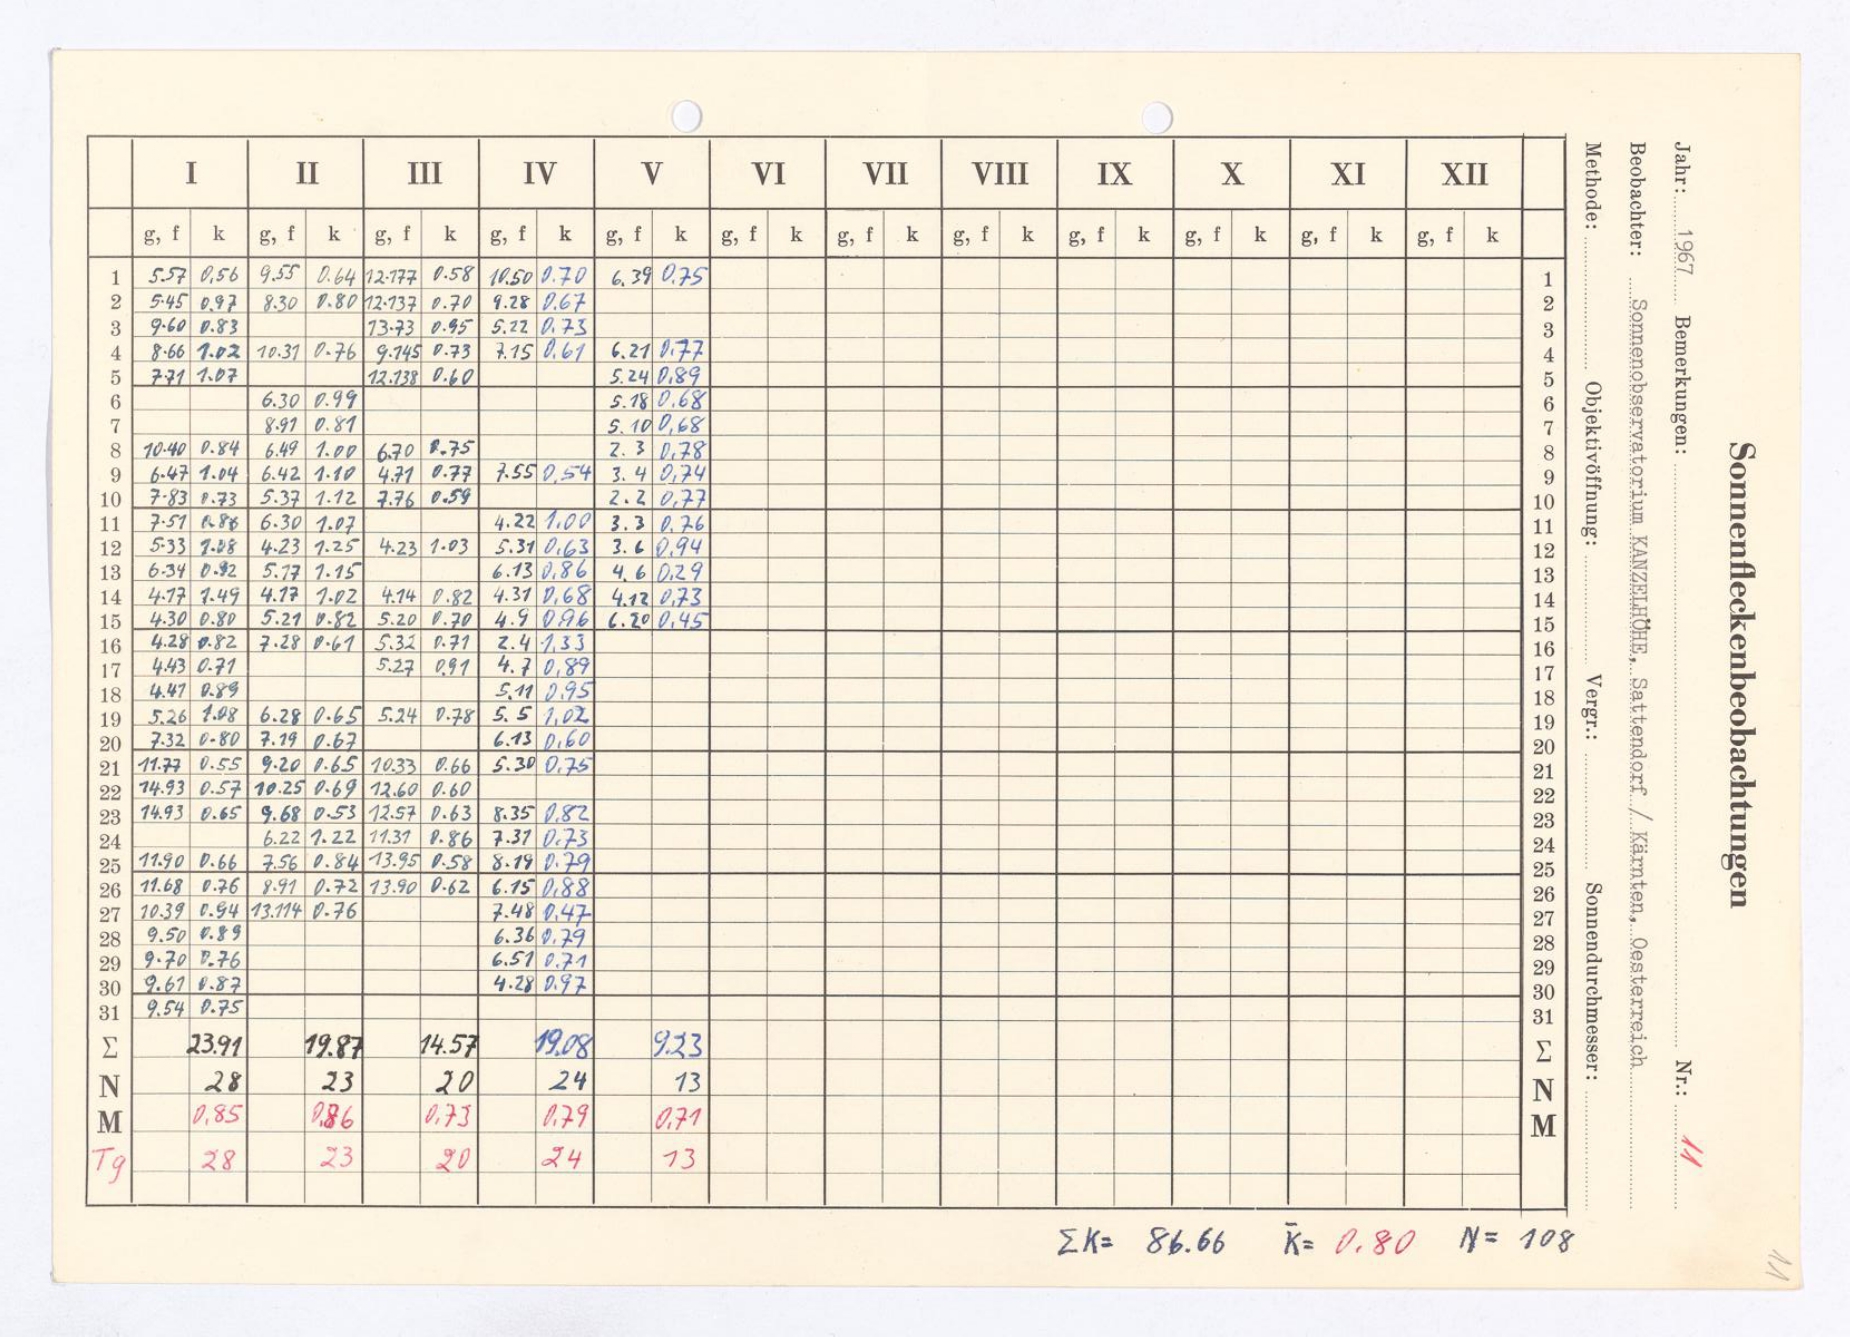 Sonnenfleckenbeobachtungen
Jahr: 1967 Bemerkungen: Nr.: 11
Beobachter: Sonnenobservatorium KANZELHÖHE, Sattendorf / Kärnten, Oesterreich
Methode: Objektivöffnung: Vergr.: Sonnendurchmesser:
I II III IV V VI VII VIII IX X XI XII
g, f k g, f k g, f k g, f k g, f k g, f k g, f k g, f k g, f k g, f k g, f k g, f k
1 5.57 0,56 9.55 0.64 12.177 0.58 10.50 0.70 6.39 0,75 1
2 5.45 0.97 8.30 0.80 12.137 0.70 9.28 0.67 2
3 9.60 0.83 13.73 0.95 5.22 0.73 3
4 8.66 1.02 10.31 0.76 9.145 0.73 7.15 0.61 6.21 0.77 4
5 7.71 1.07 12.138 0.60 5.24 0,89 5
6 6.30 0.99 5.18 0.68 6
7 8.91 0.81 5.10 0,68 7
8 10.40 0.84 6.49 1.00 6.70 0.75 2.3 0,78 8
9 6.47 1.04 6.42 1.10 4.71 0.77 7.55 0,54 3.4 0,74 9
10 7.83 0.73 5.37 1.12 7.76 0.59 2.2 0,77 10
11 7.51 6.30 1.07 4.22 1,00 3.3 0,76 11
12 5.33 1.08 4.23 1.25 4.23 1.03 5.31 0,63 3.6 0,94 12
13 6.34 0.92 5.17 1.15 6.13 0,86 4.6 0,29 13
14 4.17 1.49 4.17 1.02 4.14 0.82 4.31 0,68 4.12 0,73 14
15 4.30 0.80 5.21 0.82 5.20 0.70 4.9 0.96 6.20 0,45 15
16 4.28 0.82 7.28 0.61 5.32 0.71 2.4 1,33 16
17 4.43 0.71 5.27 0.91 4.7 0,89 17
18 4.41 0.89 5.11 0.95 18
19 5.26 1.08 6.28 0.65 5.24 0.78 5.5 1,02 19
20 7.32 0.80 7.19 0.67 6.13 0,60 20
21 11.77 0.55 9.20 0.65 10.33 0.66 5.30 0,75 21
22 14.93 0.57 10.25 0.69 12.60 0.60 22
23 14.93 0.65 9.68 0.53 12.57 0.63 8.35 0,82 23
24 6.22 1.22 11.31 0.86 7.31 0.73 24
25 11.90 0.66 7.56 0.84 13.95 0.58 8.19 0.79 25
26 11.68 0.76 8.91 0.72 13.90 0.62 6.15 0,88 26
27 10.39 0.94 13.114 0.76 7.48 0,47 27
28 9.50 0.89 6.36 0.79 28
29 9.70 0.76 6.51 0.71 29
30 9.61 0.87 4.28 0.97 30
31 9.54 0.75 31
Σ 23.91 19.87 14.57 19.08 9.23 Σ
N 28 23 20 24 13 N
M 0,85 0,86 0,73 0,79 0,71 M
Tg 28 23 20 24 13
ΣK= 86.66 K̄= 0.80 N= 108
11